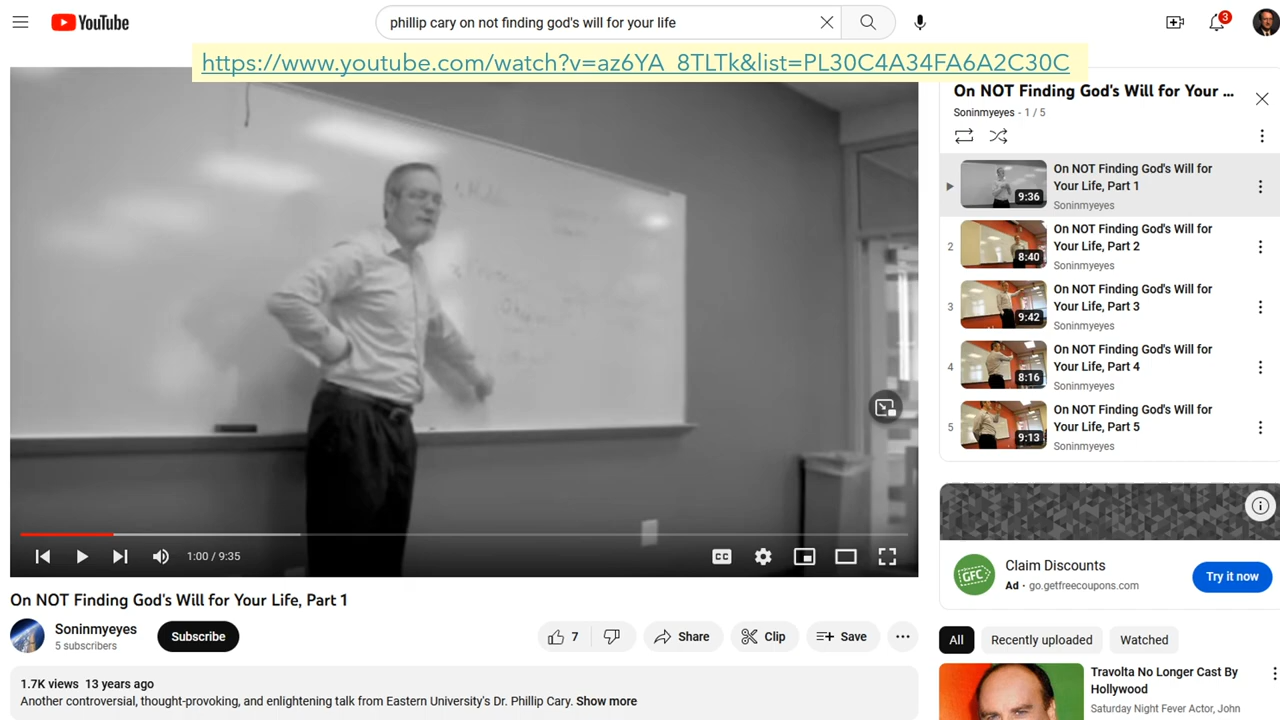 YouTube
phillip cary on not finding god's will for your life
3
https://www.youtube.com/watch?v=az6YA_8TLTk&list=PL30C4A34FA6A2C30C
On NOT Finding God's Will for Your ...
Soninmyeyes - 1 / 5
On NOT Finding God's Will for
Your Life, Part 1
9:36
Soninmyeyes
2
On NOT Finding God's Will for
Your Life, Part 2
8:40
Soninmyeyes
3
On NOT Finding God's Will for
Your Life, Part 3
9:42
Soninmyeyes
4
On NOT Finding God's Will for
Your Life, Part 4
8:16
Soninmyeyes
5
On NOT Finding God's Will for
Your Life, Part 5
9:13
Soninmyeyes
1:00 / 9:35
CC
On NOT Finding God's Will for Your Life, Part 1
Soninmyeyes
5 subscribers
Subscribe
7
Share
Clip
Save
1.7K views 13 years ago
Another controversial, thought-provoking, and enlightening talk from Eastern University's Dr. Phillip Cary. Show more
GFC
Claim Discounts
Ad · go.getfreecoupons.com
Try it now
All
Recently uploaded
Watched
Travolta No Longer Cast By
Hollywood
Saturday Night Fever Actor, John